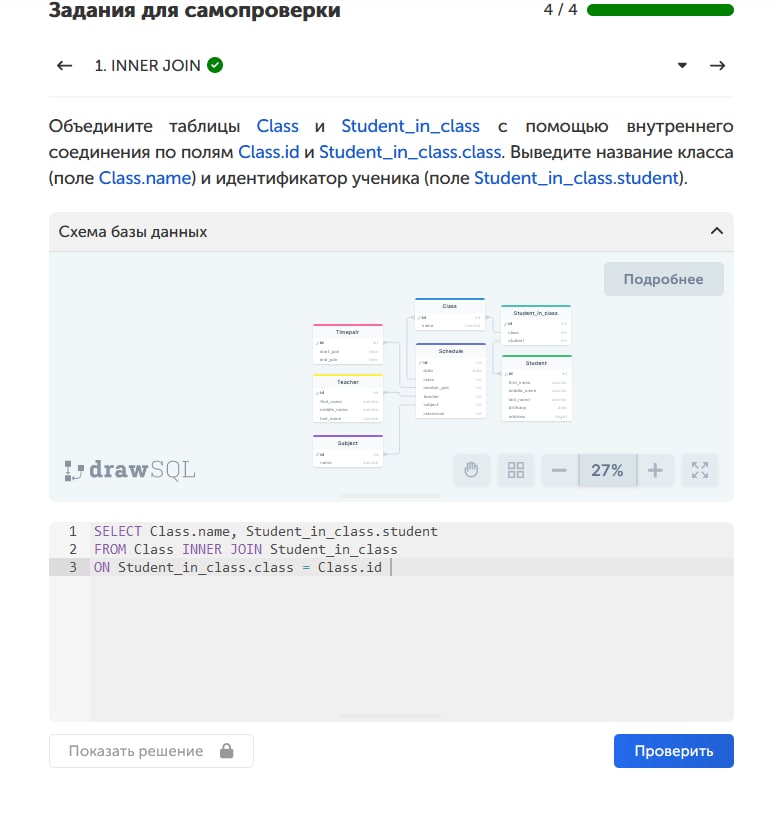 Задания для самопроверки
4 / 4
1. INNER JOIN
Объедините таблицы Class и Student_in_class с помощью внутреннего
соединения по полям Class.id и Student_in_class.class. Выведите название класса
(поле Class.name) и идентификатор ученика (поле Student_in_class.student).
Схема базы данных
Подробнее
Class
id
name
Student_in_class
id
class
student
Timepair
id
start_pair
end_pair
Schedule
id
date
class
number_pair
teacher
subject
classroom
Student
id
first_name
middle_name
last_name
birthday
address
Teacher
id
first_name
middle_name
last_name
Subject
id
name
drawSQL
27%
1 SELECT Class.name, Student_in_class.student
2 FROM Class INNER JOIN Student_in_class
3 ON Student_in_class.class = Class.id
Показать решение
Проверить